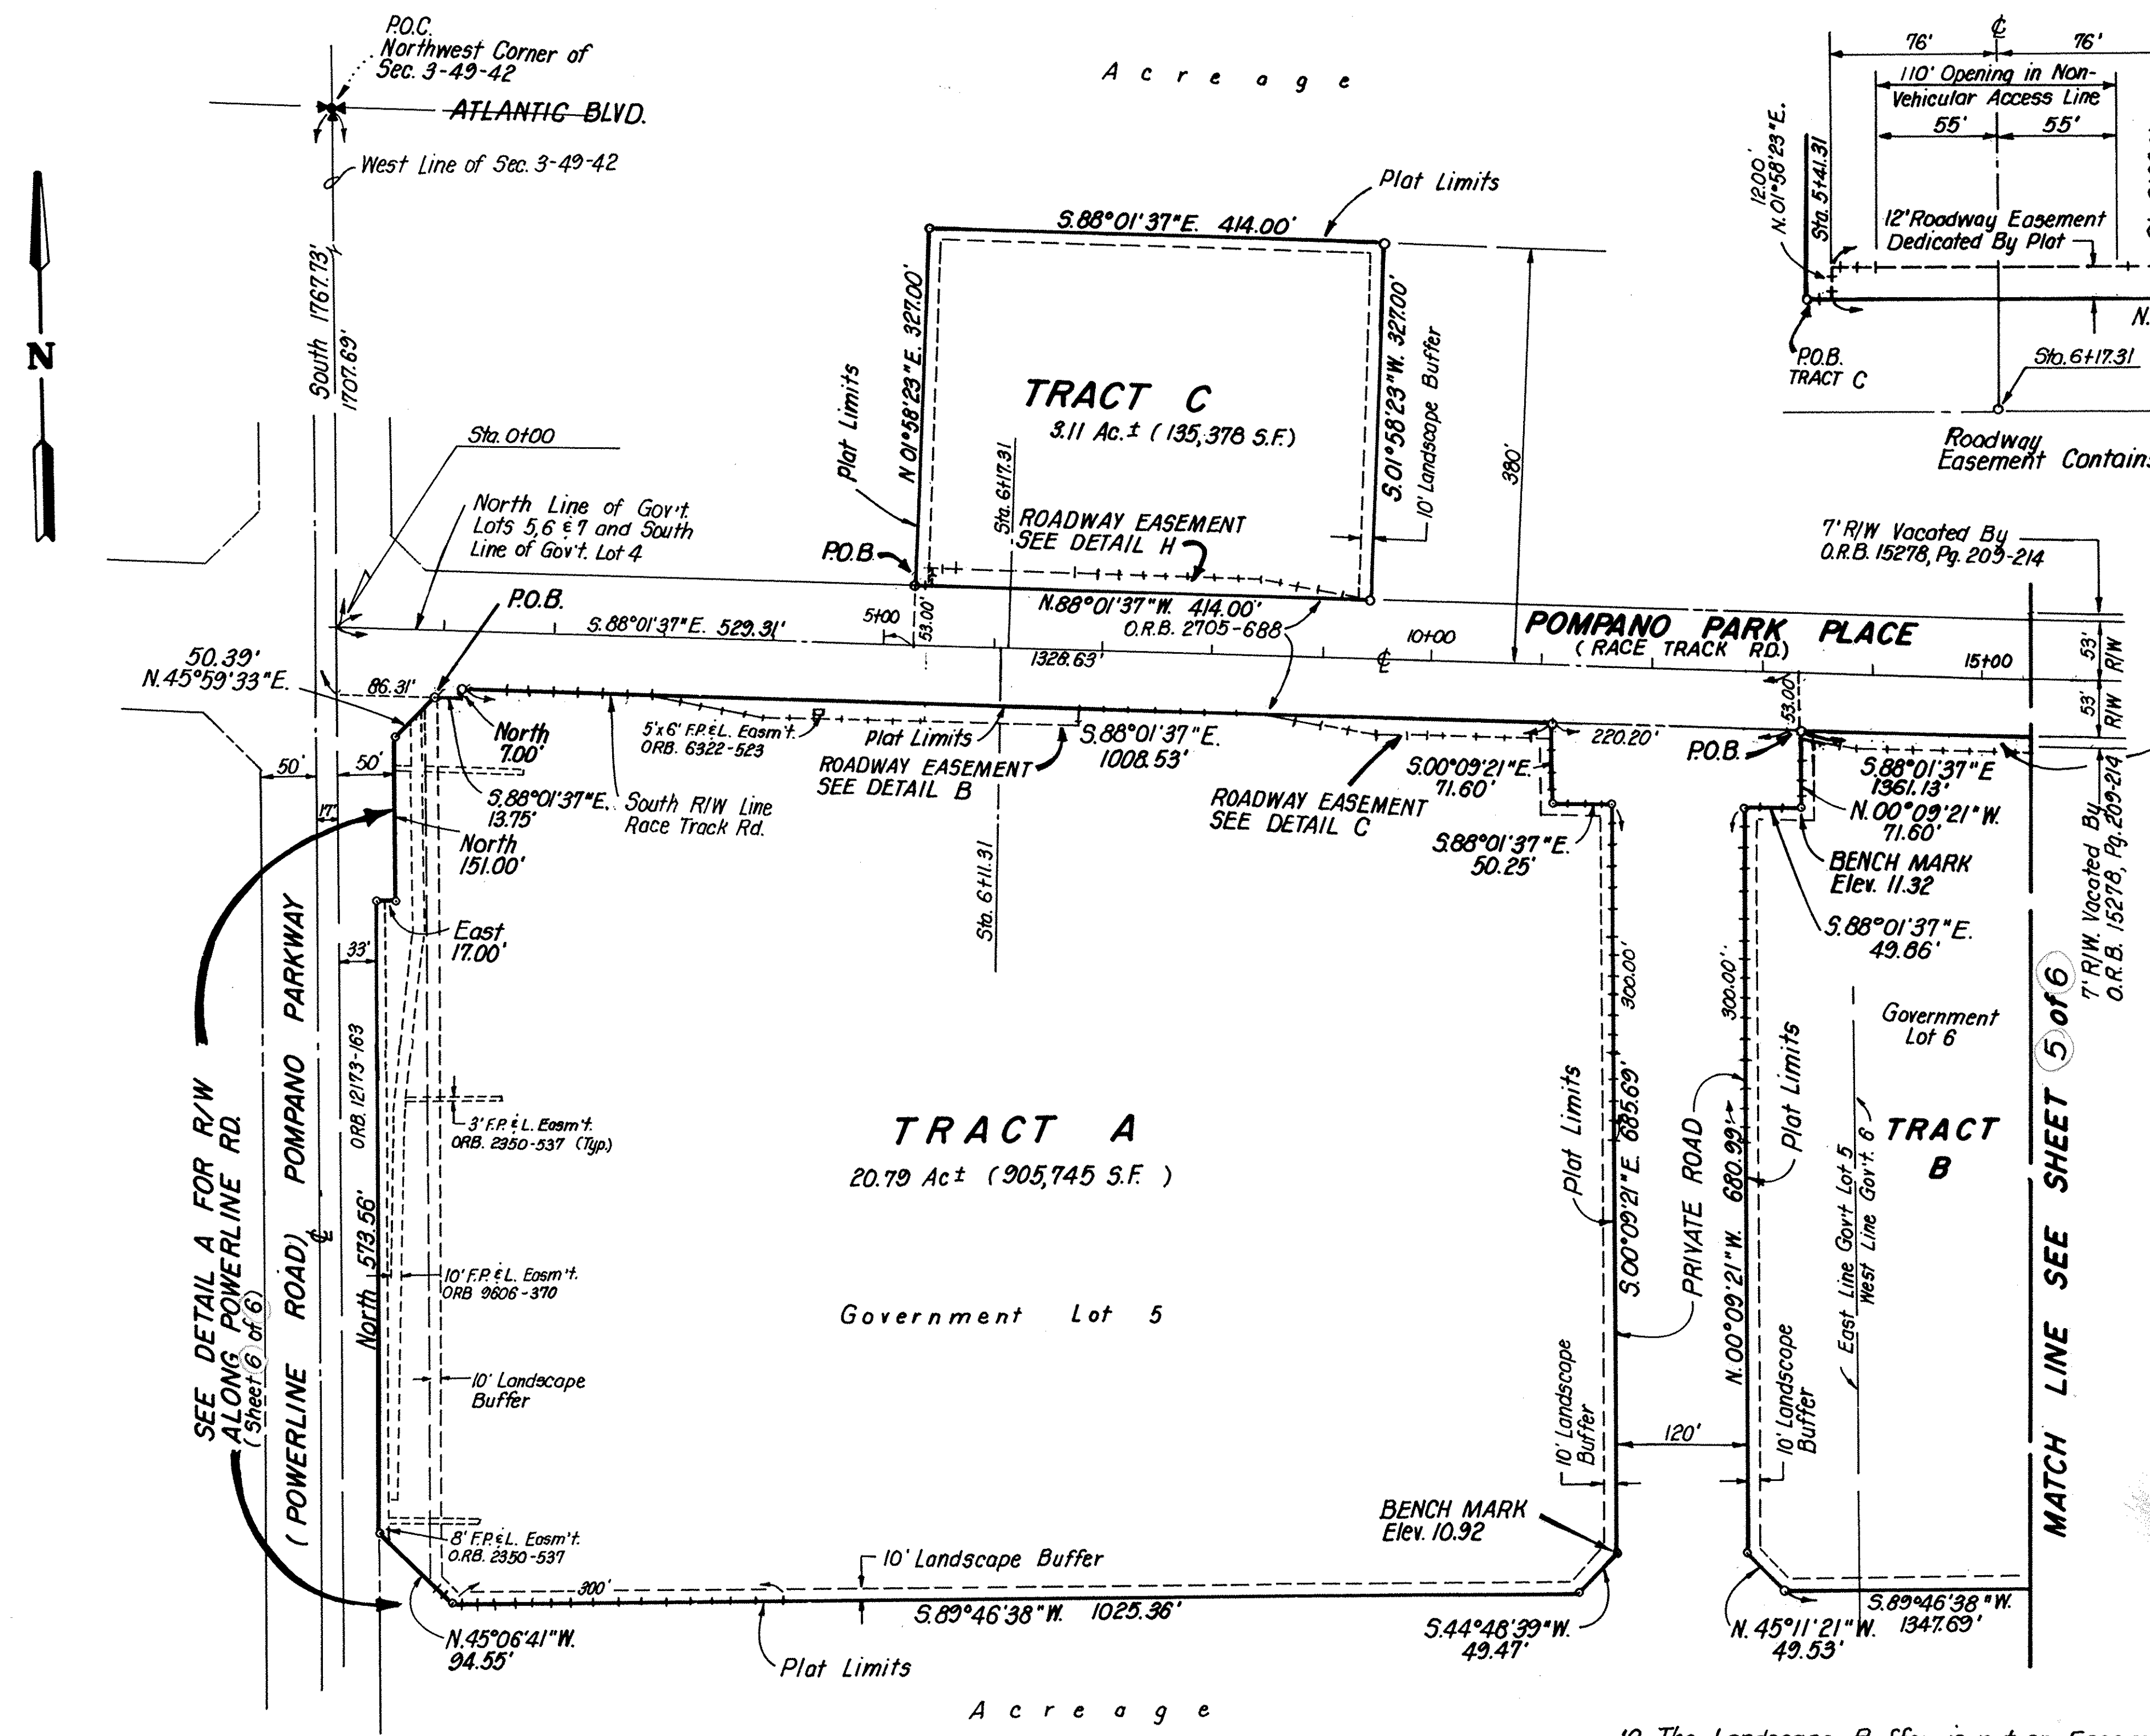 P.O.C.
Northwest Corner of
Sec. 3-49-42
ATLANTIC BLVD.
West Line of Sec. 3-49-42
A c r e a g e
℄
76' 76'
110' Opening in Non-
Vehicular Access Line
55' 55'
12.00'
N.01°58'23"E.
Sta. 5+41.31
12' Roadway Easement
Dedicated By Plat
N.
P.O.B.
TRACT C
Sta. 6+17.31
Roadway
Easement Contains
N
South 1767.73'
1707.69'
Plat Limits
S.88°01'37"E. 414.00'
N 01°58'23"E. 327.00'
S.01°58'23"W. 327.00'
10' Landscape Buffer
380'
Plat Limits
TRACT C
3.11 Ac.± (135,378 S.F.)
Sta. 6+17.31
ROADWAY EASEMENT
SEE DETAIL H
P.O.B.
N.88°01'37"W. 414.00'
O.R.B. 2705-688
Sta. 0+00
North Line of Gov't.
Lots 5,6 & 7 and South
Line of Gov't. Lot 4
P.O.B.
S.88°01'37"E. 529.31'
5+00
53.00'
1328.63'
℄
10+00
POMPANO PARK PLACE
(RACE TRACK RD.)
15+00
7' R/W Vacated By
O.R.B. 15278, Pg. 209-214
53'
R/W
53'
R/W
50.39'
N.45°59'33"E.
86.31'
North
7.00'
5'x6' F.P.&L. Easm't.
ORB. 6322-523
Plat Limits
ROADWAY EASEMENT
SEE DETAIL B
S.88°01'37"E.
1008.53'
S.00°09'21"E.
71.60'
220.20'
53.00'
P.O.B.
S.88°01'37"E
1361.13'
N.00°09'21"W.
71.60'
50' 50'
17'
S.88°01'37"E.
13.75'
South R/W Line
Race Track Rd.
North
151.00'
ROADWAY EASEMENT
SEE DETAIL C
S.88°01'37"E.
50.25'
BENCH MARK
Elev. 11.32
S.88°01'37"E.
49.86'
7' R/W. Vacated By
O.R.B. 15278, Pg.209-214
Sta. 6+11.31
East
17.00'
33'
ORB. 12173-163
North 573.56'
(POWERLINE ROAD) POMPANO PARKWAY
℄
SEE DETAIL A FOR R/W
ALONG POWERLINE RD.
(Sheet 6 of 6)
3' F.P.& L. Easm't.
ORB. 2350-537 (Typ.)
TRACT A
20.79 Ac± (905,745 S.F.)
Government Lot 5
10' F.P.&L. Easm't.
ORB 9606-370
10' Landscape
Buffer
8' F.P.&L. Easm't.
O.R.B. 2350-537
300.00'
Plat Limits
S.00°09'21"E. 685.69'
PRIVATE ROAD
300.00'
N.00°09'21"W. 680.99'
Plat Limits
Government
Lot 6
TRACT
B
East Line Gov't Lot 5
West Line Gov't. 6
MATCH LINE SEE SHEET 5 of 6
10' Landscape
Buffer
120'
10' Landscape
Buffer
BENCH MARK
Elev. 10.92
10' Landscape Buffer
300'
S.89°46'38"W. 1025.36'
N.45°06'41"W.
94.55'
Plat Limits
S.44°48'39"W.
49.47'
N.45°11'21"W.
49.53'
S.89°46'38"W.
1347.69'
A c r e a g e